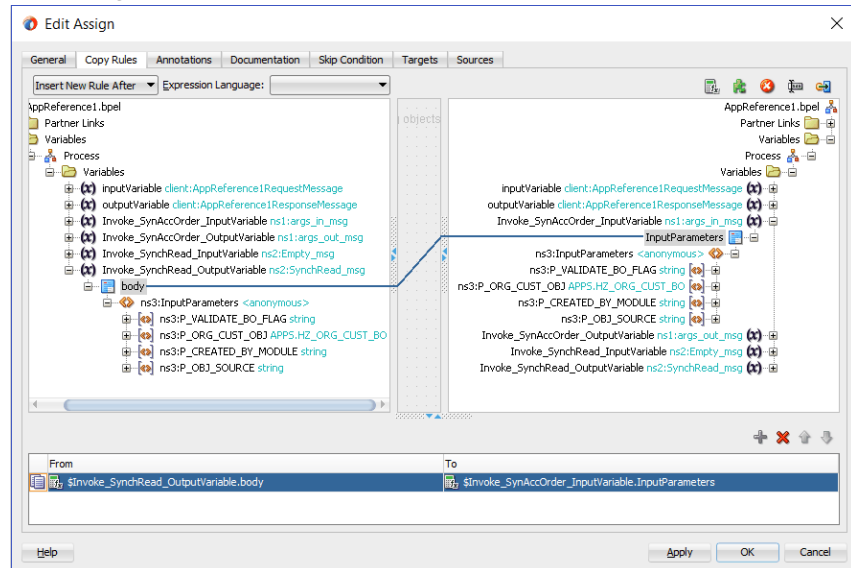 Edit Assign
General Copy Rules Annotations Documentation Skip Condition Targets Sources
Insert New Rule After Expression Language:
AppReference1.bpel
Partner Links
Variables
Process
Variables
(x) inputVariable client:AppReference1RequestMessage
(x) outputVariable client:AppReference1ResponseMessage
(x) Invoke_SynAccOrder_InputVariable ns1:args_in_msg
(x) Invoke_SynAccOrder_OutputVariable ns1:args_out_msg
(x) Invoke_SynchRead_InputVariable ns2:Empty_msg
(x) Invoke_SynchRead_OutputVariable ns2:SynchRead_msg
body
ns3:InputParameters <anonymous>
ns3:P_VALIDATE_BO_FLAG string
ns3:P_ORG_CUST_OBJ APPS.HZ_ORG_CUST_BO
ns3:P_CREATED_BY_MODULE string
ns3:P_OBJ_SOURCE string
objects
AppReference1.bpel
Partner Links
Variables
Process
Variables
inputVariable client:AppReference1RequestMessage (x)
outputVariable client:AppReference1ResponseMessage (x)
Invoke_SynAccOrder_InputVariable ns1:args_in_msg (x)
InputParameters
ns3:InputParameters <anonymous>
ns3:P_VALIDATE_BO_FLAG string
ns3:P_ORG_CUST_OBJ APPS.HZ_ORG_CUST_BO
ns3:P_CREATED_BY_MODULE string
ns3:P_OBJ_SOURCE string
Invoke_SynAccOrder_OutputVariable ns1:args_out_msg (x)
Invoke_SynchRead_InputVariable ns2:Empty_msg (x)
Invoke_SynchRead_OutputVariable ns2:SynchRead_msg (x)
From To
$Invoke_SynchRead_OutputVariable.body $Invoke_SynAccOrder_InputVariable.InputParameters
Help Apply OK Cancel